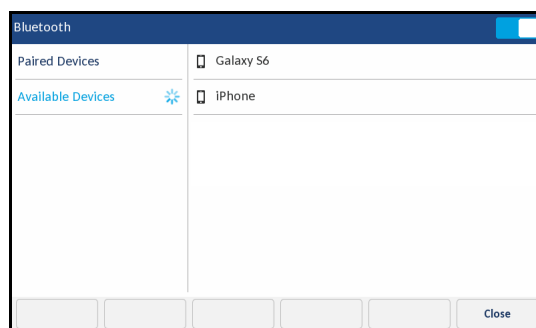 Bluetooth
Paired Devices
Available Devices
Galaxy S6
iPhone
Close